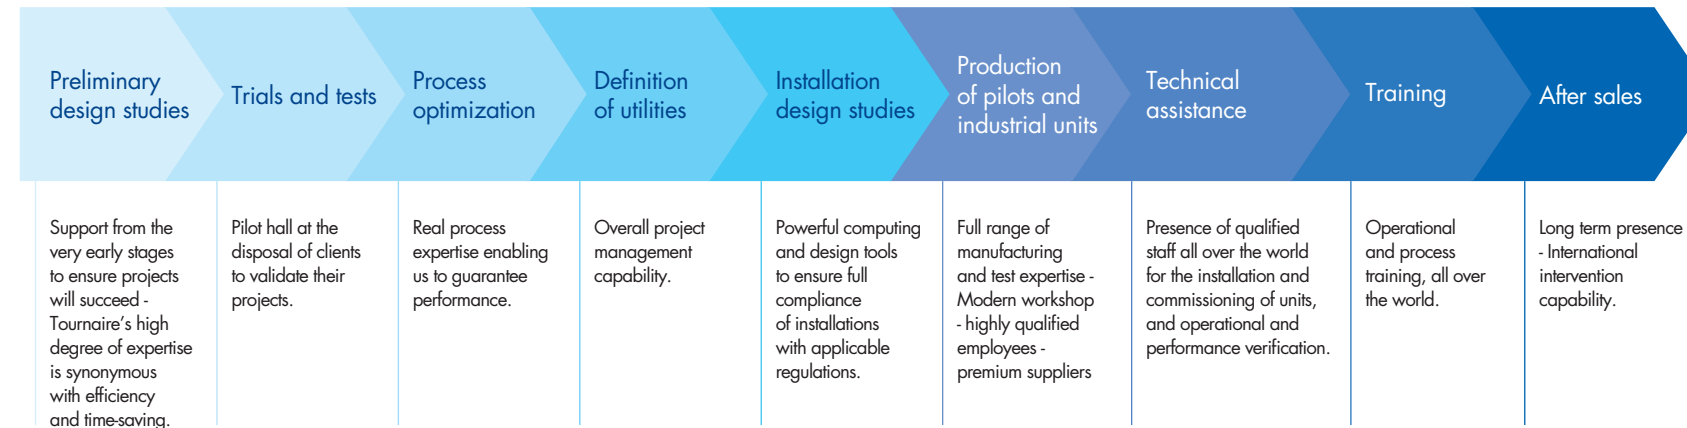 Preliminary
design studies
Trials and tests
Process
optimization
Definition
of utilities
Installation
design studies
Production
of pilots and
industrial units
Technical
assistance
Training
After sales
Support from the
very early stages
to ensure projects
will succeed -
Tournaire’s high
degree of expertise
is synonymous
with efficiency
and time-saving.
Pilot hall at the
disposal of clients
to validate their
projects.
Real process
expertise enabling
us to guarantee
performance.
Overall project
management
capability.
Powerful computing
and design tools
to ensure full
compliance
of installations
with applicable
regulations.
Full range of
manufacturing
and test expertise -
Modern workshop
- highly qualified
employees -
premium suppliers
Presence of qualified
staff all over the world
for the installation and
commissioning of units,
and operational and
performance verification.
Operational
and process
training, all over
the world.
Long term presence
- International
intervention
capability.